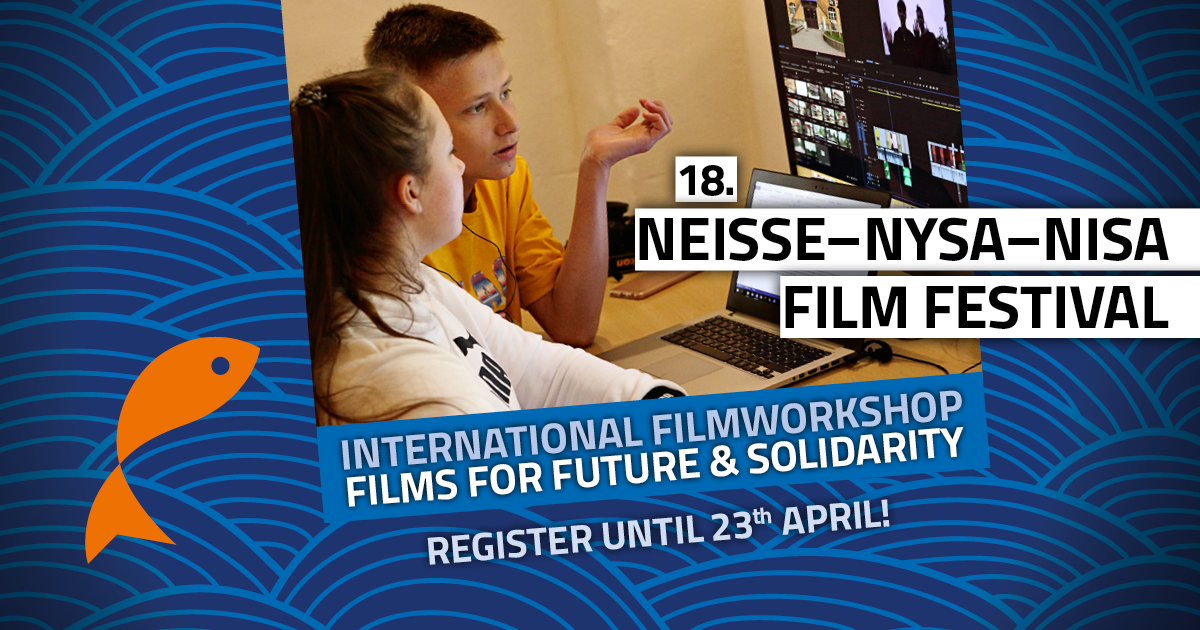 18.
NEISSE–NYSA–NISA
FILM FESTIVAL
INTERNATIONAL FILMWORKSHOP
FILMS FOR FUTURE & SOLIDARITY
REGISTER UNTIL 23th APRIL!